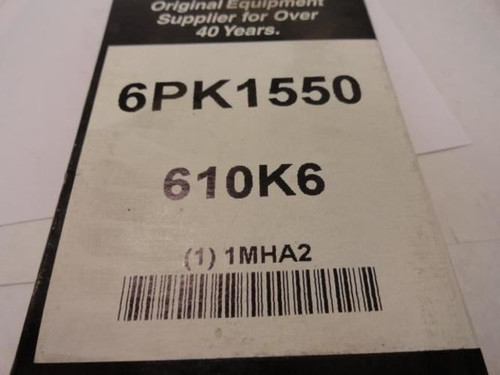 Original Equipment
Supplier for Over
40 Years.
6PK1550
610K6
(1) 1MHA2